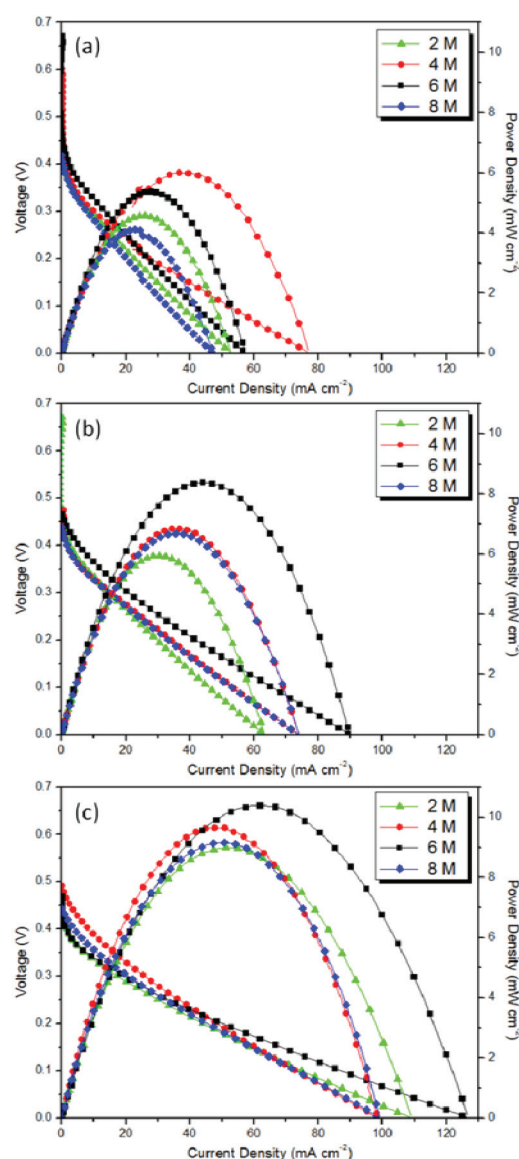 (a)
2 M
4 M
6 M
8 M
0.7
0.6
0.5
0.4
0.3
0.2
0.1
0.0
Voltage (V)
10
8
6
4
2
0
Power Density (mW cm⁻²)
0 20 40 60 80 100 120
Current Density (mA cm⁻²)
(b)
2 M
4 M
6 M
8 M
0.7
0.6
0.5
0.4
0.3
0.2
0.1
0.0
Voltage (V)
10
8
6
4
2
0
Power Density (mW cm⁻²)
0 20 40 60 80 100 120
Current Density (mA cm⁻²)
(c)
2 M
4 M
6 M
8 M
0.7
0.6
0.5
0.4
0.3
0.2
0.1
0.0
Voltage (V)
10
8
6
4
2
0
Power Density (mW cm⁻²)
0 20 40 60 80 100 120
Current Density (mA cm⁻²)